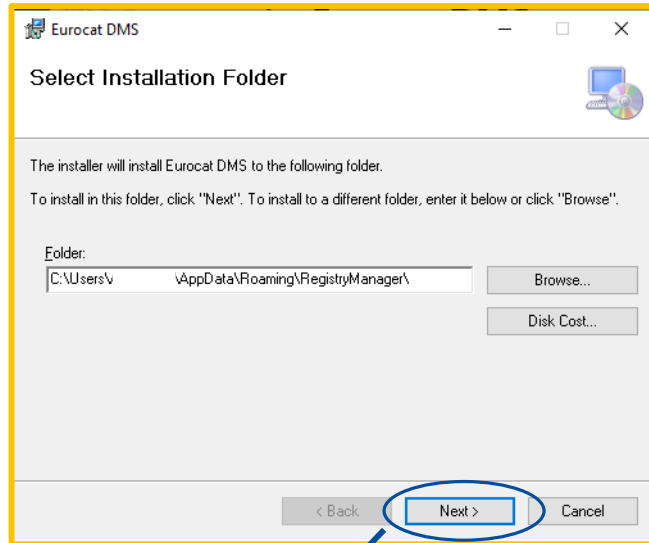 Eurocat DMS
Select Installation Folder
The installer will install Eurocat DMS to the following folder.
To install in this folder, click "Next". To install to a different folder, enter it below or click "Browse".
Folder:
C:\Users\ \AppData\Roaming\RegistryManager\
Browse...
Disk Cost...
< Back
Next >
Cancel